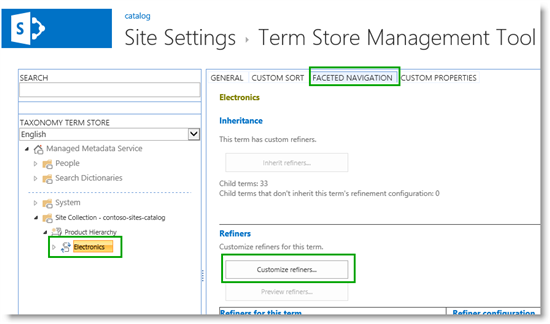 catalog
Site Settings › Term Store Management Tool
SEARCH
TAXONOMY TERM STORE
English
Managed Metadata Service
People
Search Dictionaries
System
Site Collection - contoso-sites-catalog
Product Hierarchy
Electronics
GENERAL CUSTOM SORT FACETED NAVIGATION CUSTOM PROPERTIES
Electronics
Inheritance
This term has custom refiners.
Inherit refiners...
Child terms: 33
Child terms that don't inherit this term's refinement configuration: 0
Refiners
Customize refiners for this term.
Customize refiners...
Preview refiners...
Refiners for this term Refiner configuration